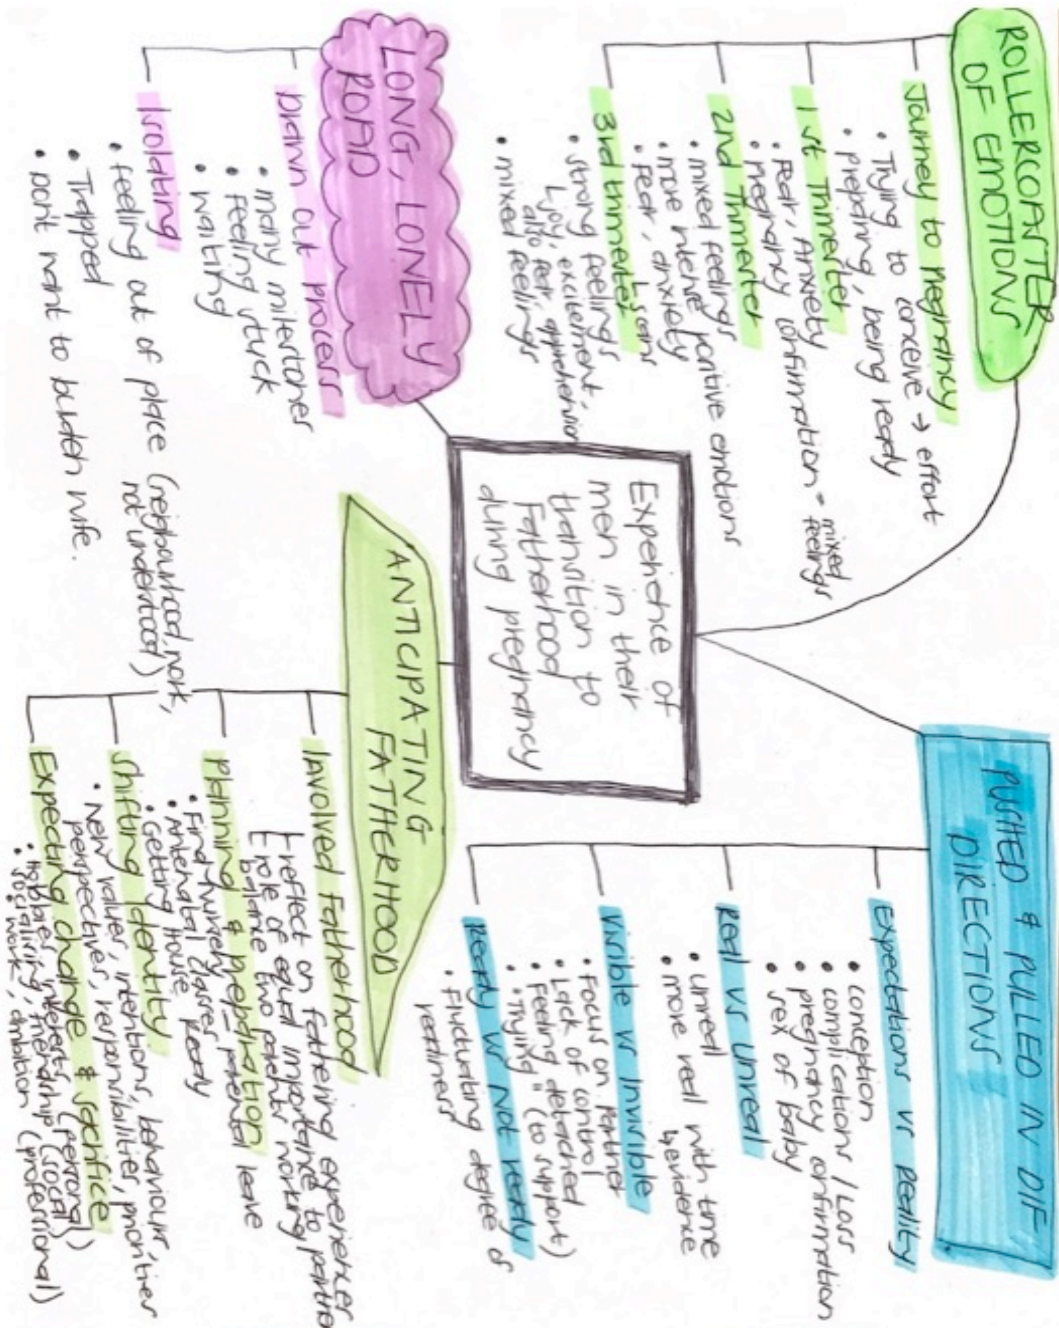 ROLLERCOASTER
OF EMOTIONS
Journey to pregnancy
• Trying to conceive → effort
• preparing, being ready
1st Trimester
• Fear, Anxiety
• pregnancy confirmation = mixed
feelings
2nd Trimester
• mixed feelings
• more intense positive emotions
• fear, anxiety
↳ scans
3rd trimester
• strong feelings
↳ joy, excitement,
also fear, apprehension
• mixed feelings
PUSHED & PULLED IN DIF
DIRECTIONS
Expectations vs Reality
• conception
• complications / Loss
• pregnancy confirmation
• sex of baby
Real vs Unreal
• unreal
• more real with time
↳ evidence
Visible vs Invisible
• Focus on partner
• Lack of control
• Feeling detached
• "Trying" (to support)
Ready vs Not ready
• Fluctuating degree of
readiness
Experience of
men in their
transition to
Fatherhood
during pregnancy
LONG, LONELY
ROAD
Drawn out process
• many milestones
• feeling stuck
• waiting
Isolating
• feeling out of place (neighbourhood, work,
not understood)
• Trapped
• Don't want to burden wife.
ANTICIPATING
FATHERHOOD
Involved Fatherhood
reflect on fathering experiences
role of equal importance to partner
balance two parents working
Planning & preparation
parental leave
• Find nursery
• Antenatal classes
• Getting house ready
Shifting identity
• New values, intentions, behaviours,
perspectives, responsibilities, priorities
Expecting change & sacrifice
• Hobbies, interests (personal)
• socialising, friendship (social)
• work, ambition (professional)